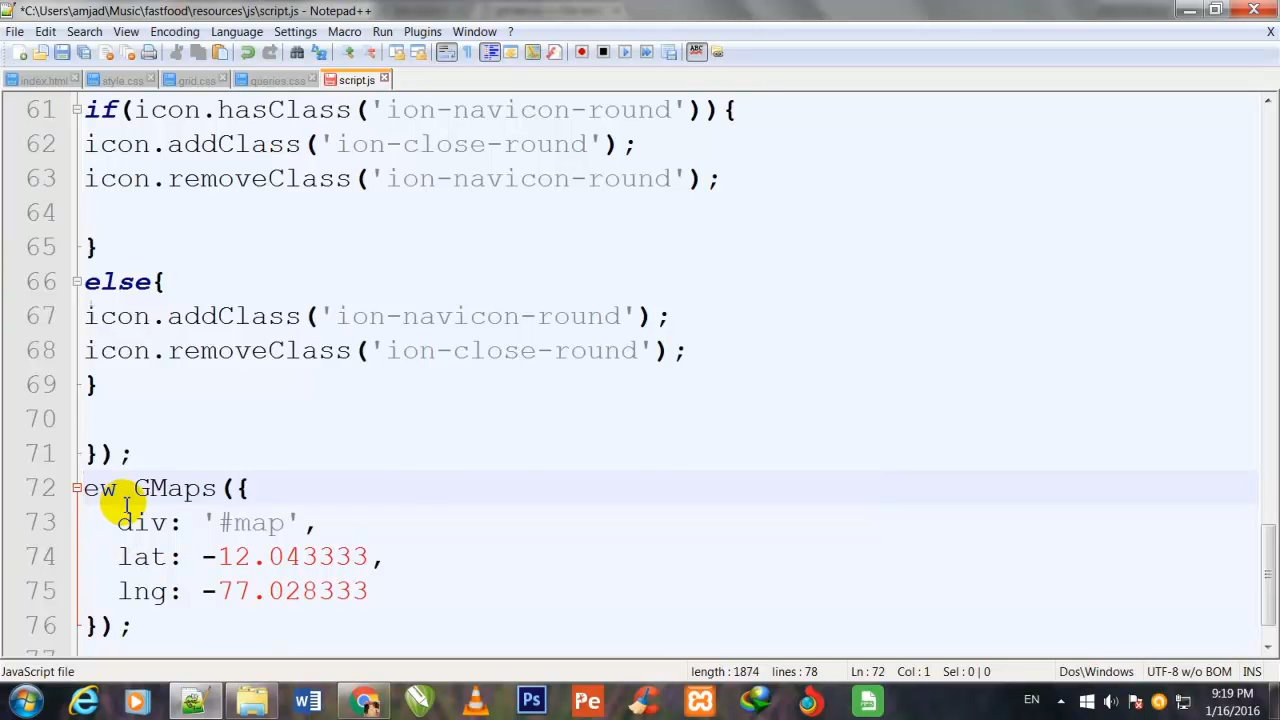 *C:\Users\amjad\Music\fastfood\resources\js\script.js - Notepad++
File Edit Search View Encoding Language Settings Macro Run Plugins Window ? X
index.html style.css grid.css queries.css script.js
61 if(icon.hasClass('ion-navicon-round')){
62 icon.addClass('ion-close-round');
63 icon.removeClass('ion-navicon-round');
64
65 }
66 else{
67 icon.addClass('ion-navicon-round');
68 icon.removeClass('ion-close-round');
69 }
70
71 });
72 ew GMaps({
73 div: '#map',
74 lat: -12.043333,
75 lng: -77.028333
76 });
JavaScript file length : 1874 lines : 78 Ln : 72 Col : 1 Sel : 0 | 0 Dos\Windows UTF-8 w/o BOM INS
EN 9:19 PM
1/16/2016